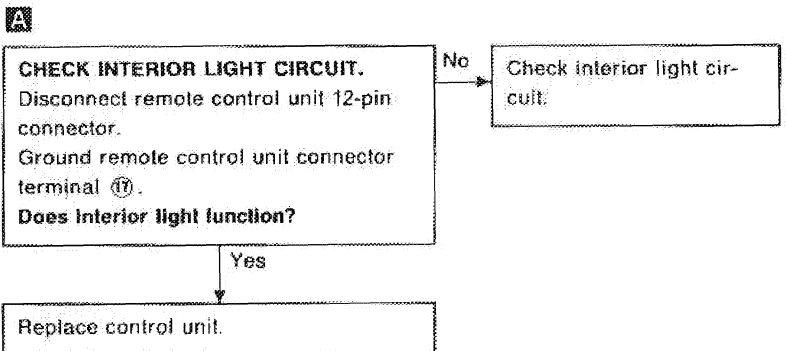 A
CHECK INTERIOR LIGHT CIRCUIT.
Disconnect remote control unit 12-pin
connector.
Ground remote control unit connector
terminal ⑰.
Does interior light function?
No
Check interior light cir-
cuit.
Yes
Replace control unit.